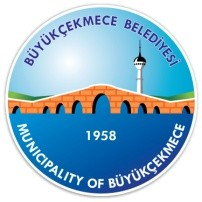 BÜYÜKÇEKMECE BELEDİYESİ
1958
MUNICIPALITY OF BÜYÜKÇEKMECE